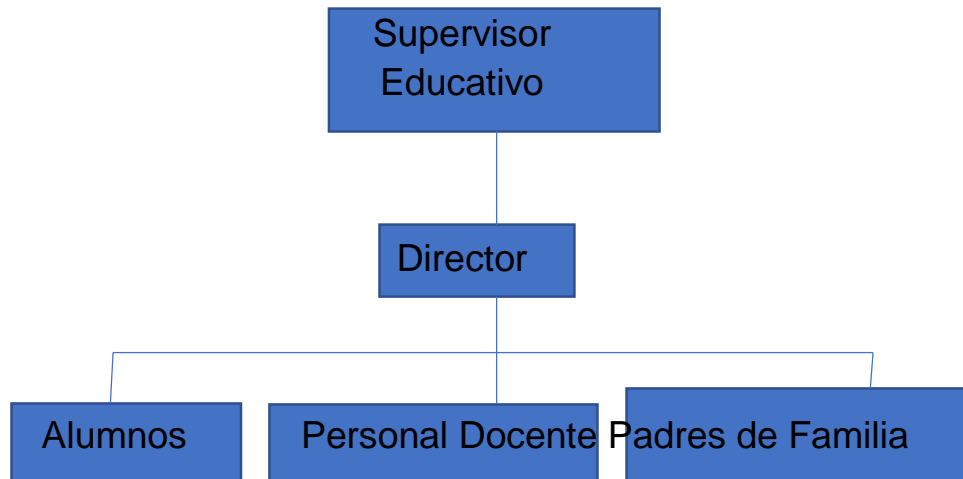 Supervisor
Educativo
Director
Alumnos
Personal Docente
Padres de Familia